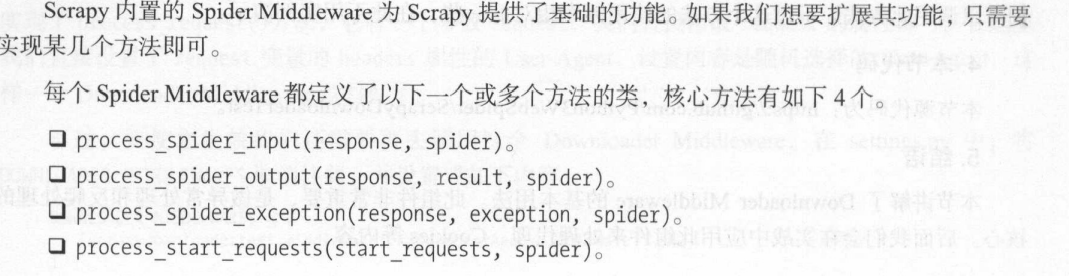 Scrapy 内置的 Spider Middleware 为 Scrapy 提供了基础的功能。如果我们想要扩展其功能，只需要
实现某几个方法即可。
每个 Spider Middleware 都定义了以下一个或多个方法的类，核心方法有如下 4 个。
❑ process_spider_input(response, spider)。
❑ process_spider_output(response, result, spider)。
❑ process_spider_exception(response, exception, spider)。
❑ process_start_requests(start_requests, spider)。